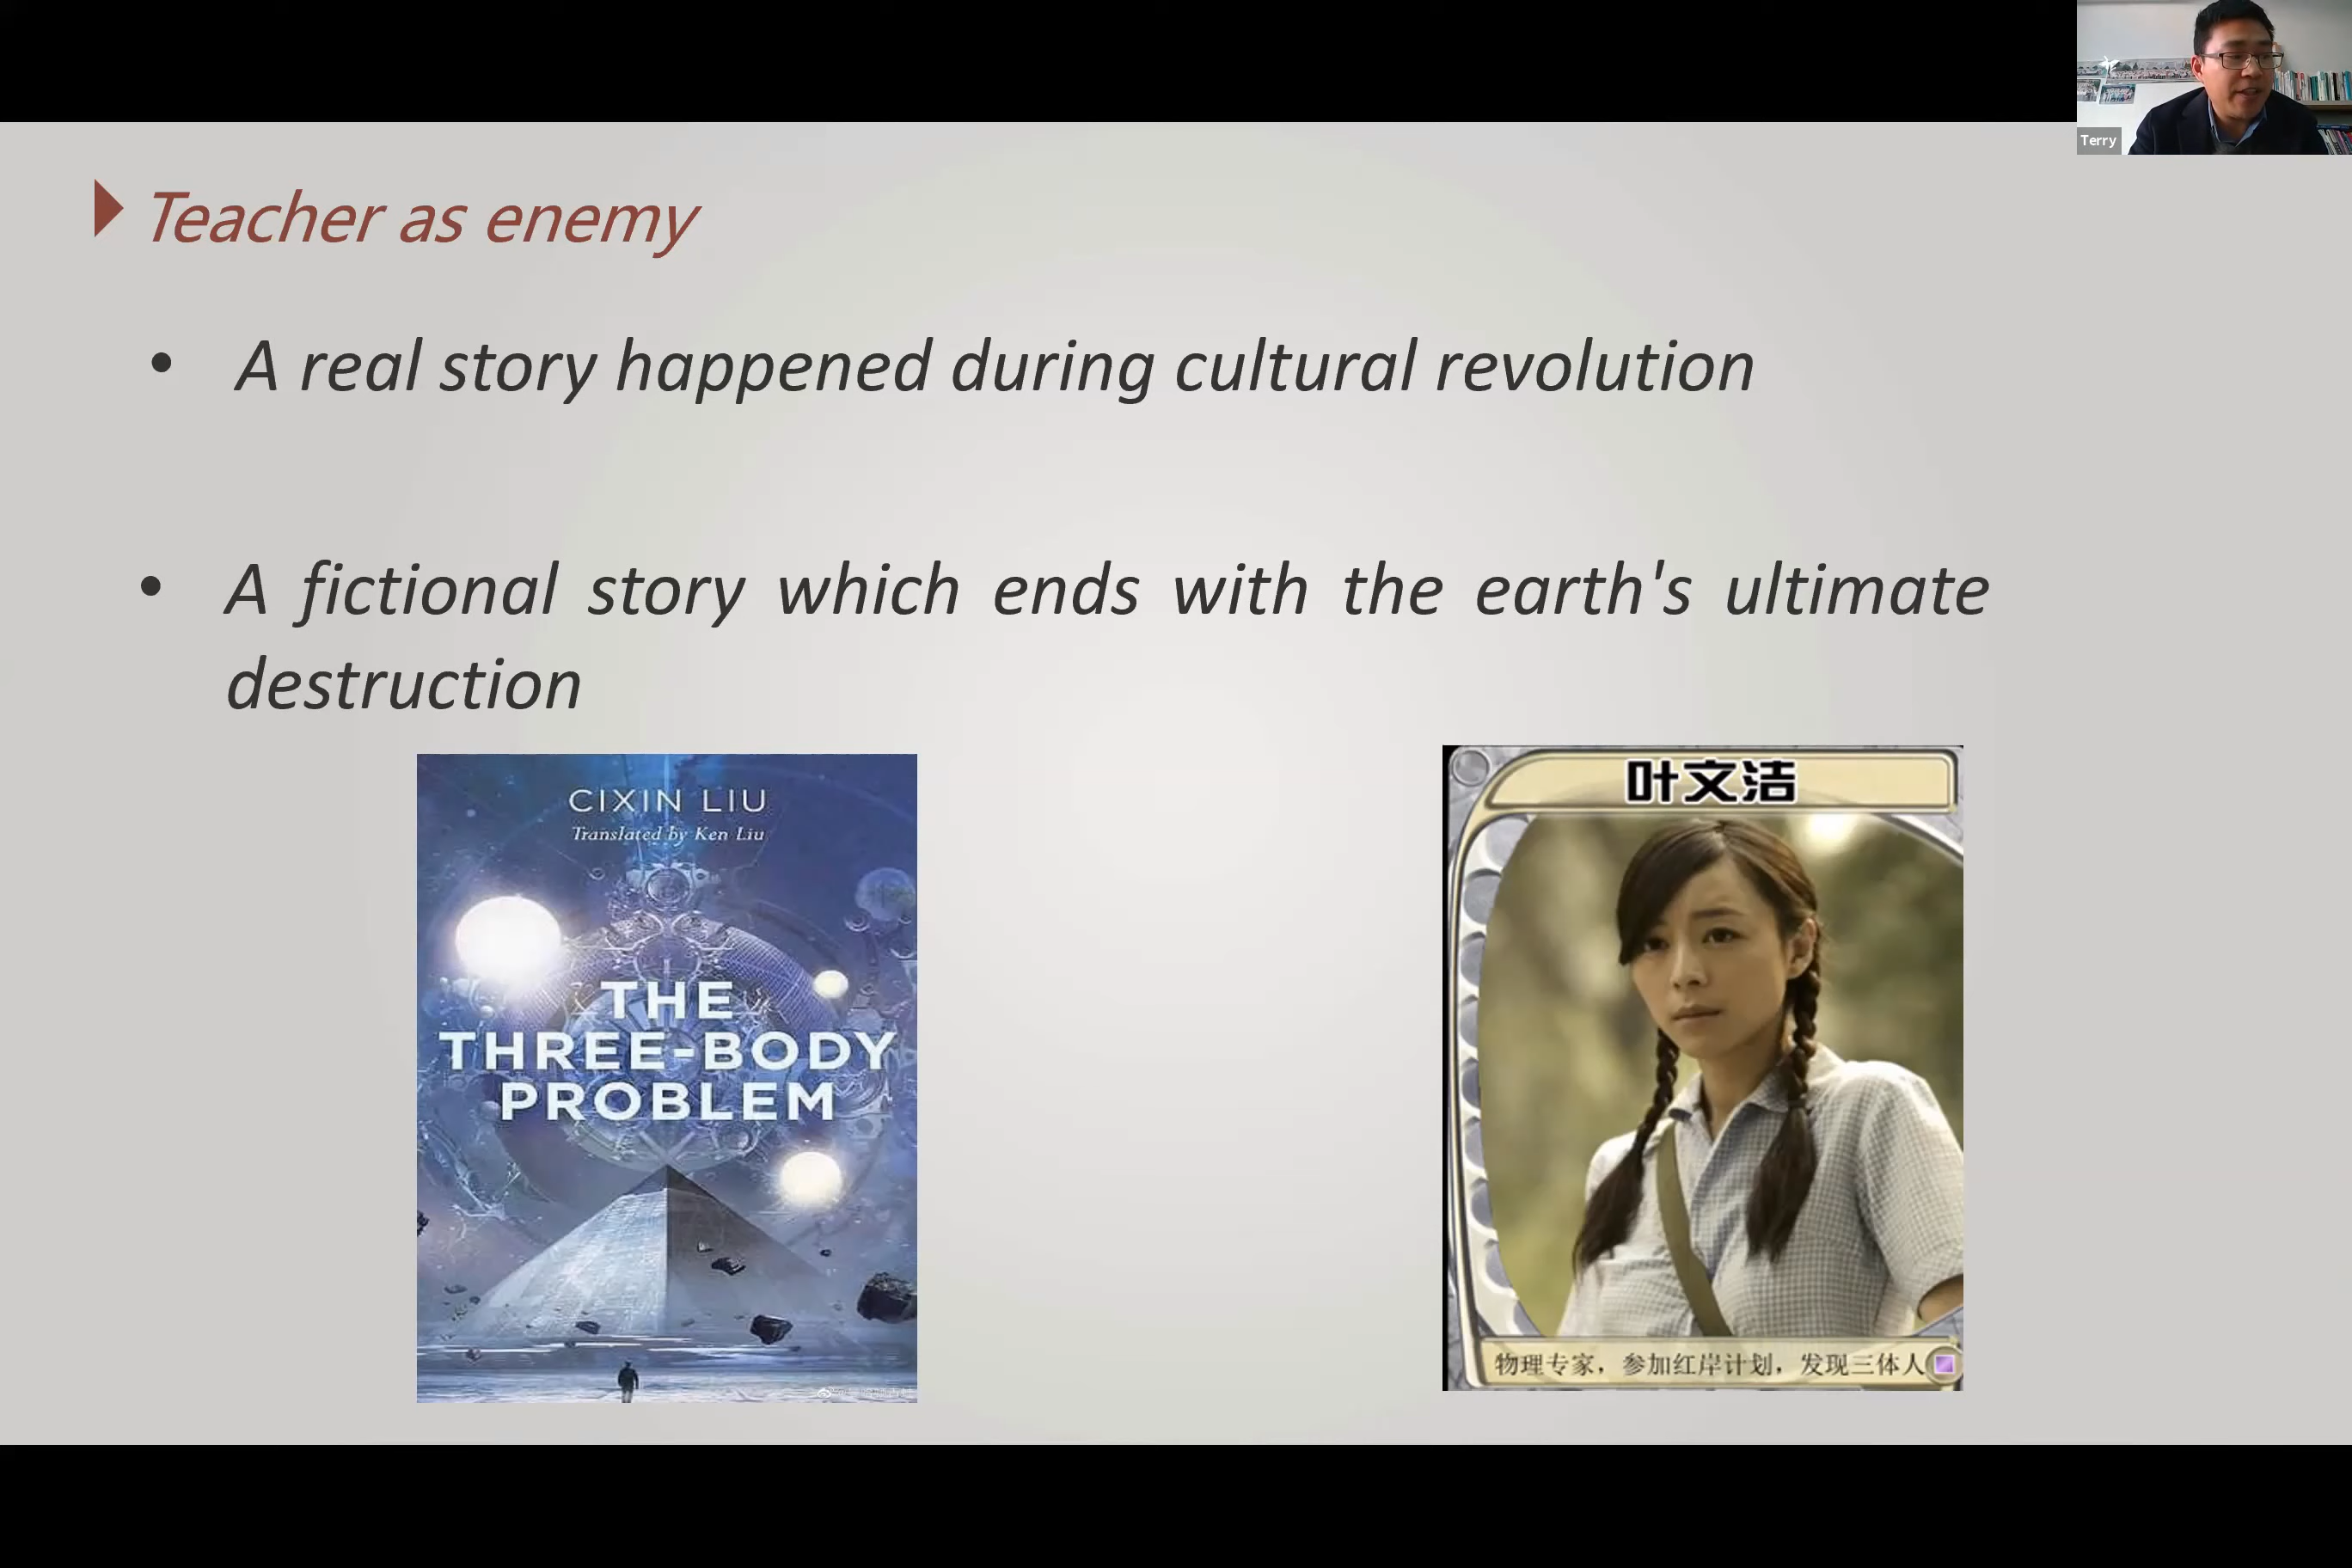 Terry
Teacher as enemy
• A real story happened during cultural revolution
• A fictional story which ends with the earth's ultimate
destruction
CIXIN LIU
Translated by Ken Liu
THE
THREE-BODY
PROBLEM
叶文洁
物理专家，参加红岸计划，发现三体人